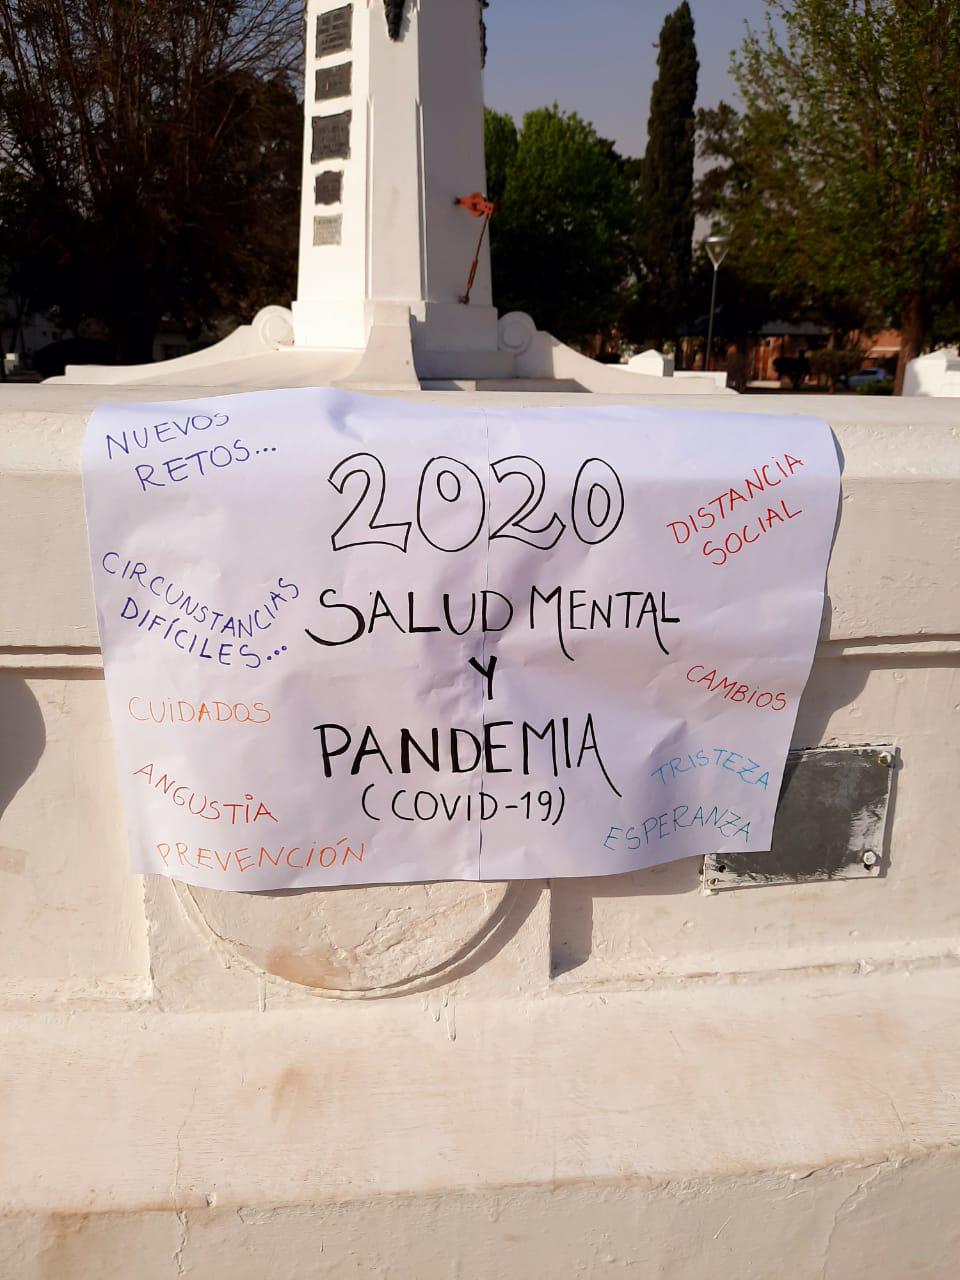 NUEVOS
RETOS...
2020
DISTANCIA
SOCIAL
CIRCUNSTANCIAS
DIFÍCILES...
SALUD MENTAL
Y
CAMBIOS
CUIDADOS
PANDEMIA
(COVID-19)
TRISTEZA
ANGUSTIA
ESPERANZA
PREVENCIÓN